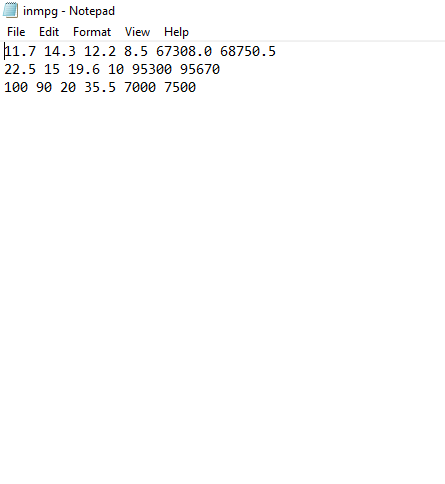 inmpg - Notepad
File Edit Format View Help
11.7 14.3 12.2 8.5 67308.0 68750.5
22.5 15 19.6 10 95300 95670
100 90 20 35.5 7000 7500